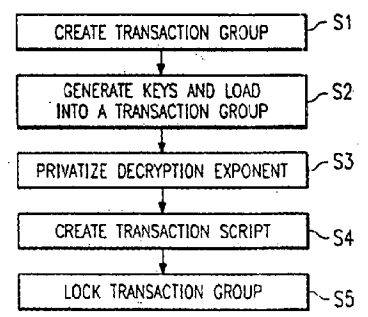 CREATE TRANSACTION GROUP
S1
GENERATE KEYS AND LOAD
INTO A TRANSACTION GROUP
S2
PRIVATIZE DECRYPTION EXPONENT
S3
CREATE TRANSACTION SCRIPT
S4
LOCK TRANSACTION GROUP
S5